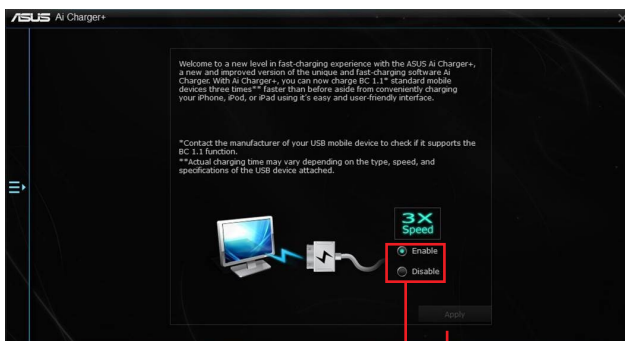 ASUS Ai Charger+
Welcome to a new level in fast-charging experience with the ASUS Ai Charger+,
a new and improved version of the unique and fast-charging software Ai
Charger. With Ai Charger+, you can now charge BC 1.1* standard mobile
devices three times** faster than before aside from conveniently charging
your iPhone, iPod, or iPad using it's easy and user-friendly interface.
*Contact the manufacturer of your USB mobile device to check if it supports the
BC 1.1 function.
**Actual charging time may vary depending on the type, speed, and
specifications of the USB device attached.
3X
Speed
Enable
Disable
Apply